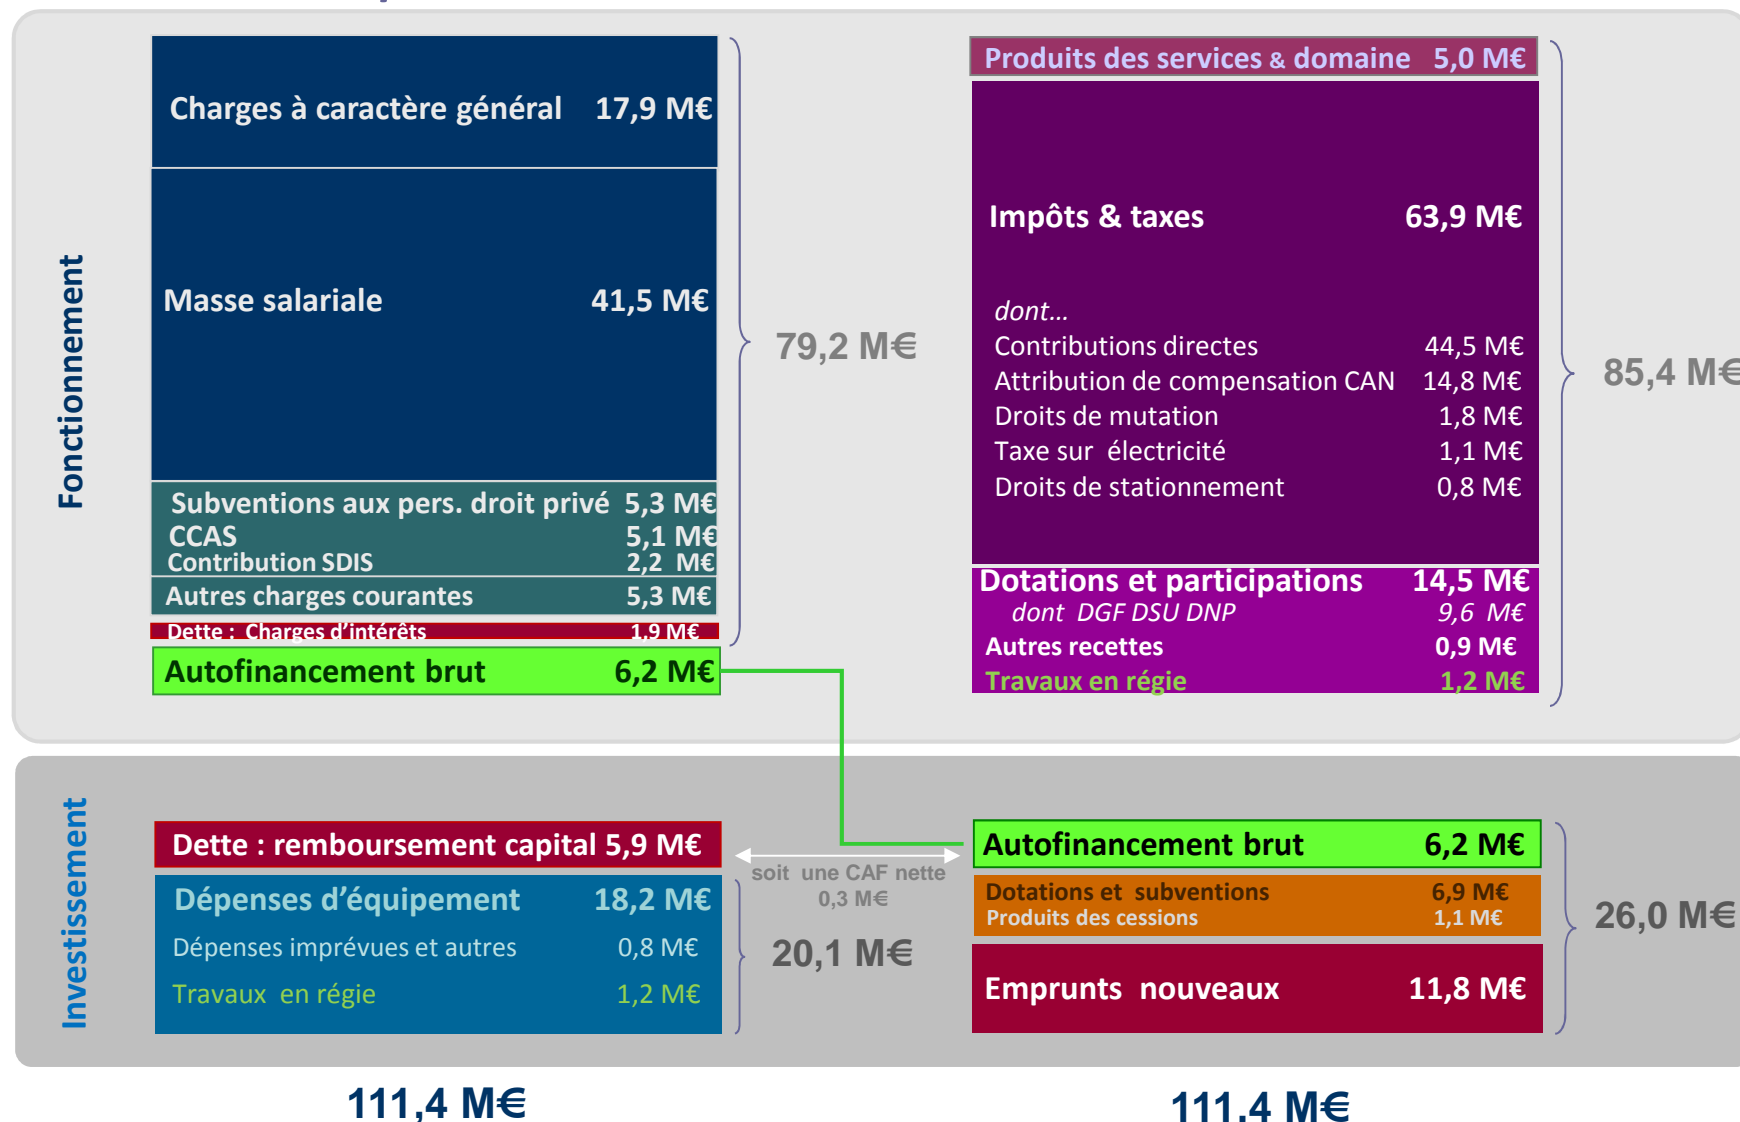 Fonctionnement
Charges à caractère général 17,9 M€
Masse salariale 41,5 M€
Subventions aux pers. droit privé 5,3 M€
CCAS 5,1 M€
Contribution SDIS 2,2 M€
Autres charges courantes 5,3 M€
Dette : Charges d'intérêts 1,9 M€
Autofinancement brut 6,2 M€
79,2 M€
Produits des services & domaine 5,0 M€
Impôts & taxes 63,9 M€
dont...
Contributions directes 44,5 M€
Attribution de compensation CAN 14,8 M€
Droits de mutation 1,8 M€
Taxe sur électricité 1,1 M€
Droits de stationnement 0,8 M€
Dotations et participations 14,5 M€
dont DGF DSU DNP 9,6 M€
Autres recettes 0,9 M€
Travaux en régie 1,2 M€
85,4 M€
Investissement
Dette : remboursement capital 5,9 M€
Dépenses d'équipement 18,2 M€
Dépenses imprévues et autres 0,8 M€
Travaux en régie 1,2 M€
20,1 M€
soit une CAF nette
0,3 M€
Autofinancement brut 6,2 M€
Dotations et subventions 6,9 M€
Produits des cessions 1,1 M€
Emprunts nouveaux 11,8 M€
26,0 M€
111,4 M€
111,4 M€